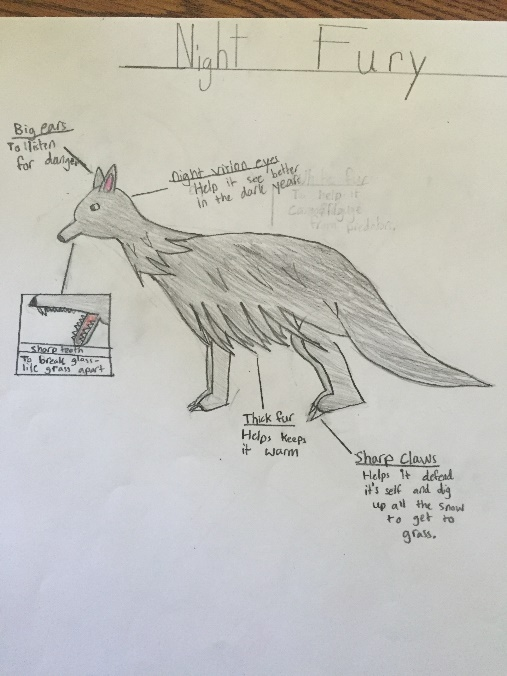 Night Fury
Big ears
To listen
for danger
Night vision eyes
Help it see better
in the dark years
White fur
To help it
camoflauge
from predators.
Sharp teeth
To break glass-
like grass apart
Thick fur
Helps keeps
it warm
Sharp Claws
Helps it defend
it's self and dig
up all the snow
to get to
grass.